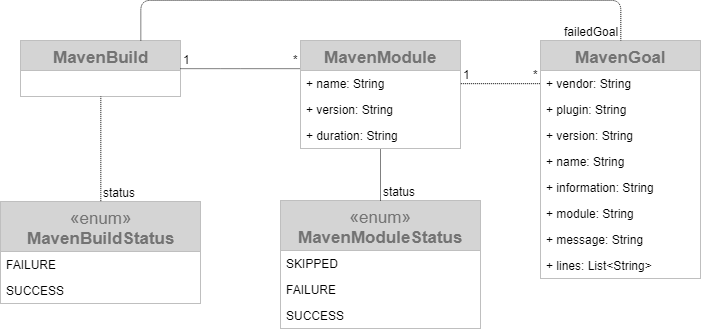 failedGoal
MavenBuild
1
*
MavenModule
+ name: String
+ version: String
+ duration: String
1
*
MavenGoal
+ vendor: String
+ plugin: String
+ version: String
+ name: String
+ information: String
+ module: String
+ message: String
+ lines: List<String>
status
«enum»
MavenBuildStatus
FAILURE
SUCCESS
status
«enum»
MavenModuleStatus
SKIPPED
FAILURE
SUCCESS